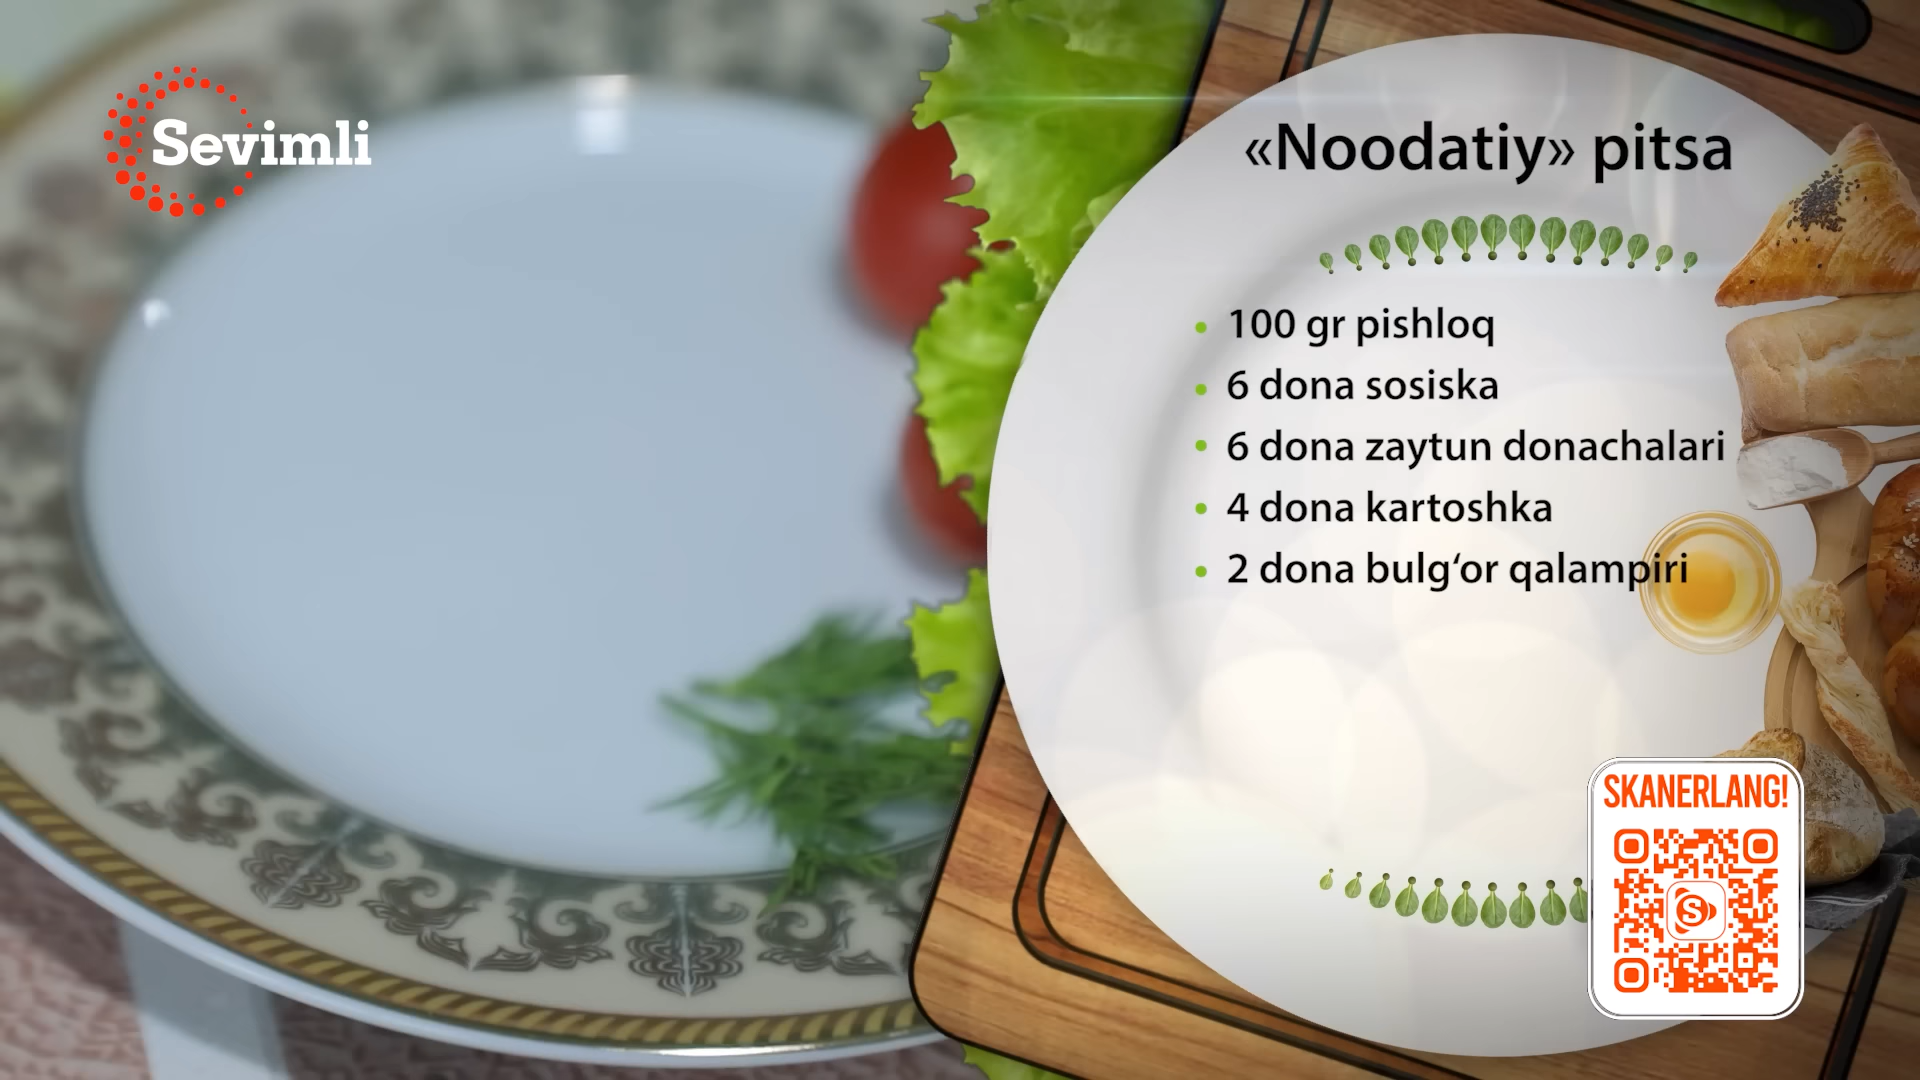 Sevimli
«Noodatiy» pitsa
100 gr pishloq
6 dona sosiska
6 dona zaytun donachalari
4 dona kartoshka
2 dona bulg‘or qalampiri
SKANERLANG!
S